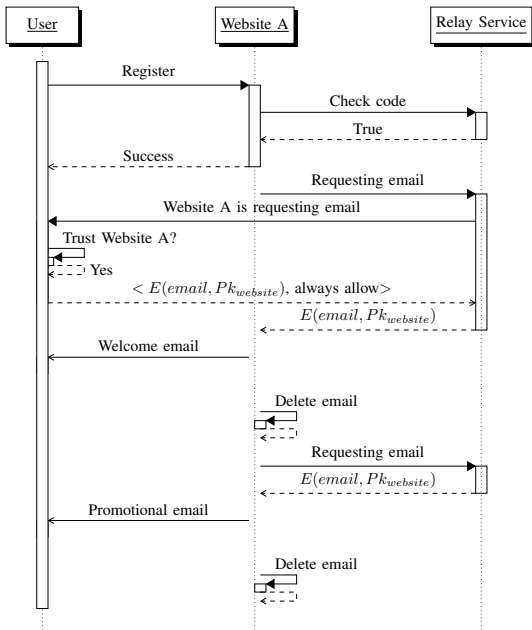 User
Website A
Relay Service
Register
Check code
True
Success
Requesting email
Website A is requesting email
Trust Website A?
Yes
< E(email, Pk_website), always allow>
E(email, Pk_website)
Welcome email
Delete email
Requesting email
E(email, Pk_website)
Promotional email
Delete email